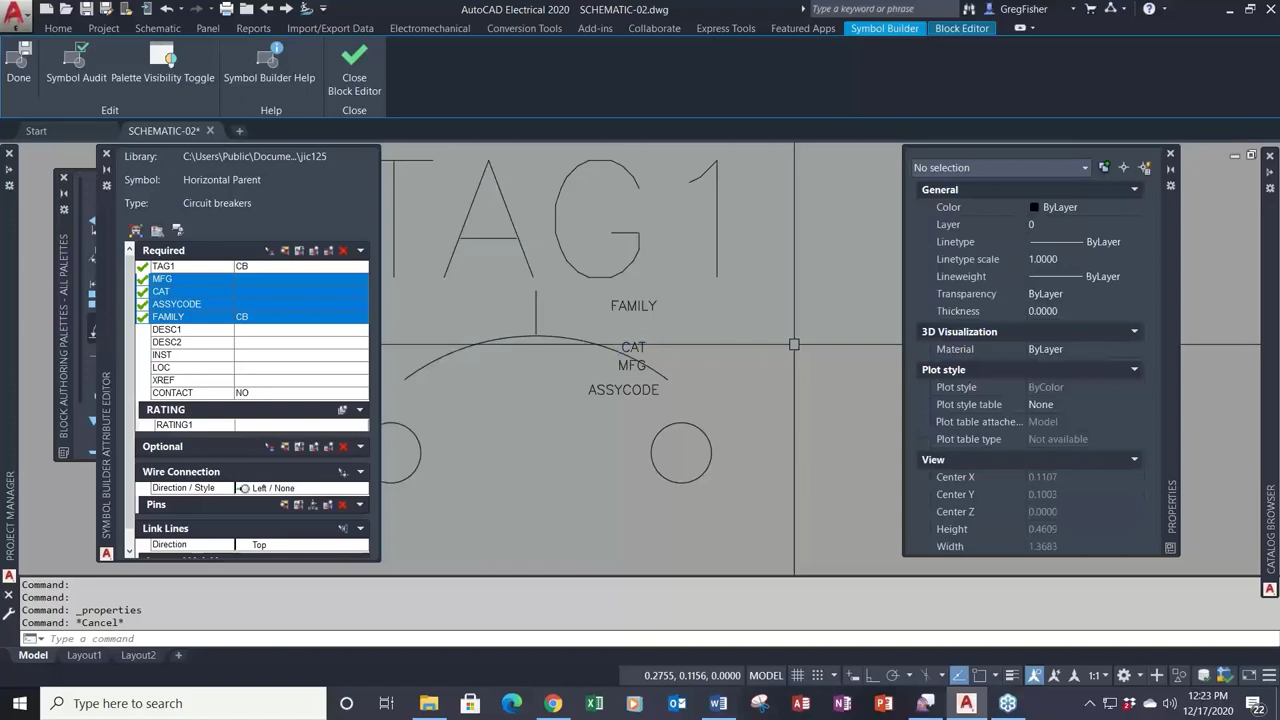 AutoCAD Electrical 2020 SCHEMATIC-02.dwg
Type a keyword or phrase
GregFisher
Home Project Schematic Panel Reports Import/Export Data Electromechanical Conversion Tools Add-ins Collaborate Express Tools Featured Apps Symbol Builder Block Editor
Done Symbol Audit Palette Visibility Toggle Symbol Builder Help Close
Block Editor
Edit Help Close
Start SCHEMATIC-02*
Library: C:\Users\Public\Docume...\jic125
Symbol: Horizontal Parent
Type: Circuit breakers
Required
TAG1 CB
MFG
CAT
ASSYCODE
FAMILY CB
DESC1
DESC2
INST
LOC
XREF
CONTACT NO
RATING
RATING1
Optional
Wire Connection
Direction / Style Left / None
Pins
Link Lines
Direction Top
PROJECT MANAGER
BLOCK AUTHORING PALETTES - ALL PALETTES
SYMBOL BUILDER ATTRIBUTE EDITOR
TAG1
FAMILY
CAT
MFG
ASSYCODE
No selection
General
Color ByLayer
Layer 0
Linetype ByLayer
Linetype scale 1.0000
Lineweight ByLayer
Transparency ByLayer
Thickness 0.0000
3D Visualization
Material ByLayer
Plot style
Plot style ByColor
Plot style table None
Plot table attache... Model
Plot table type Not available
View
Center X 0.1107
Center Y 0.1003
Center Z 0.0000
Height 0.4609
Width 1.3683
PROPERTIES
CATALOG BROWSER
Command:
Command:
Command: _properties
Command: *Cancel*
Type a command
Model Layout1 Layout2
0.2755, 0.1156, 0.0000 MODEL 1:1
Type here to search
12:23 PM
12/17/2020
22